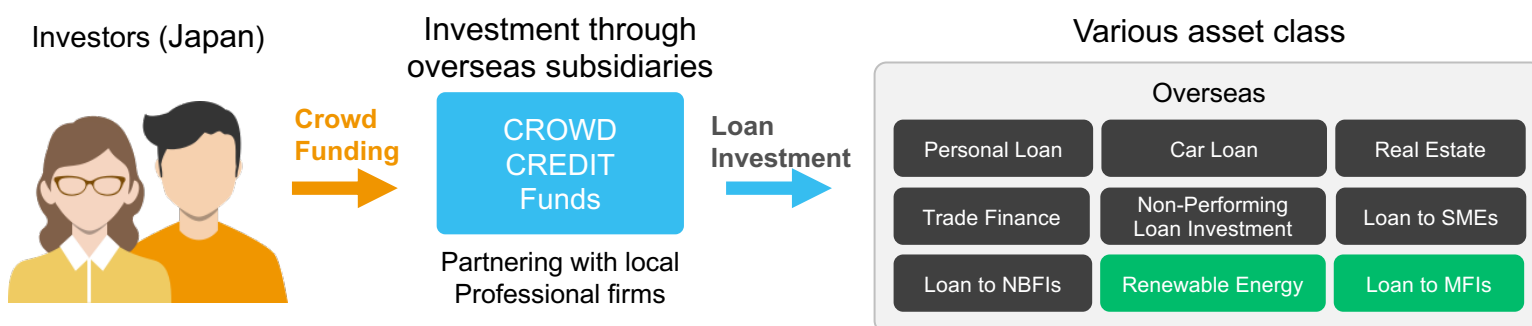 Investors (Japan)
Investment through
overseas subsidiaries
Various asset class
Crowd
Funding
CROWD
CREDIT
Funds
Loan
Investment
Partnering with local
Professional firms
Overseas
Personal Loan
Car Loan
Real Estate
Trade Finance
Non-Performing
Loan Investment
Loan to SMEs
Loan to NBFIs
Renewable Energy
Loan to MFIs